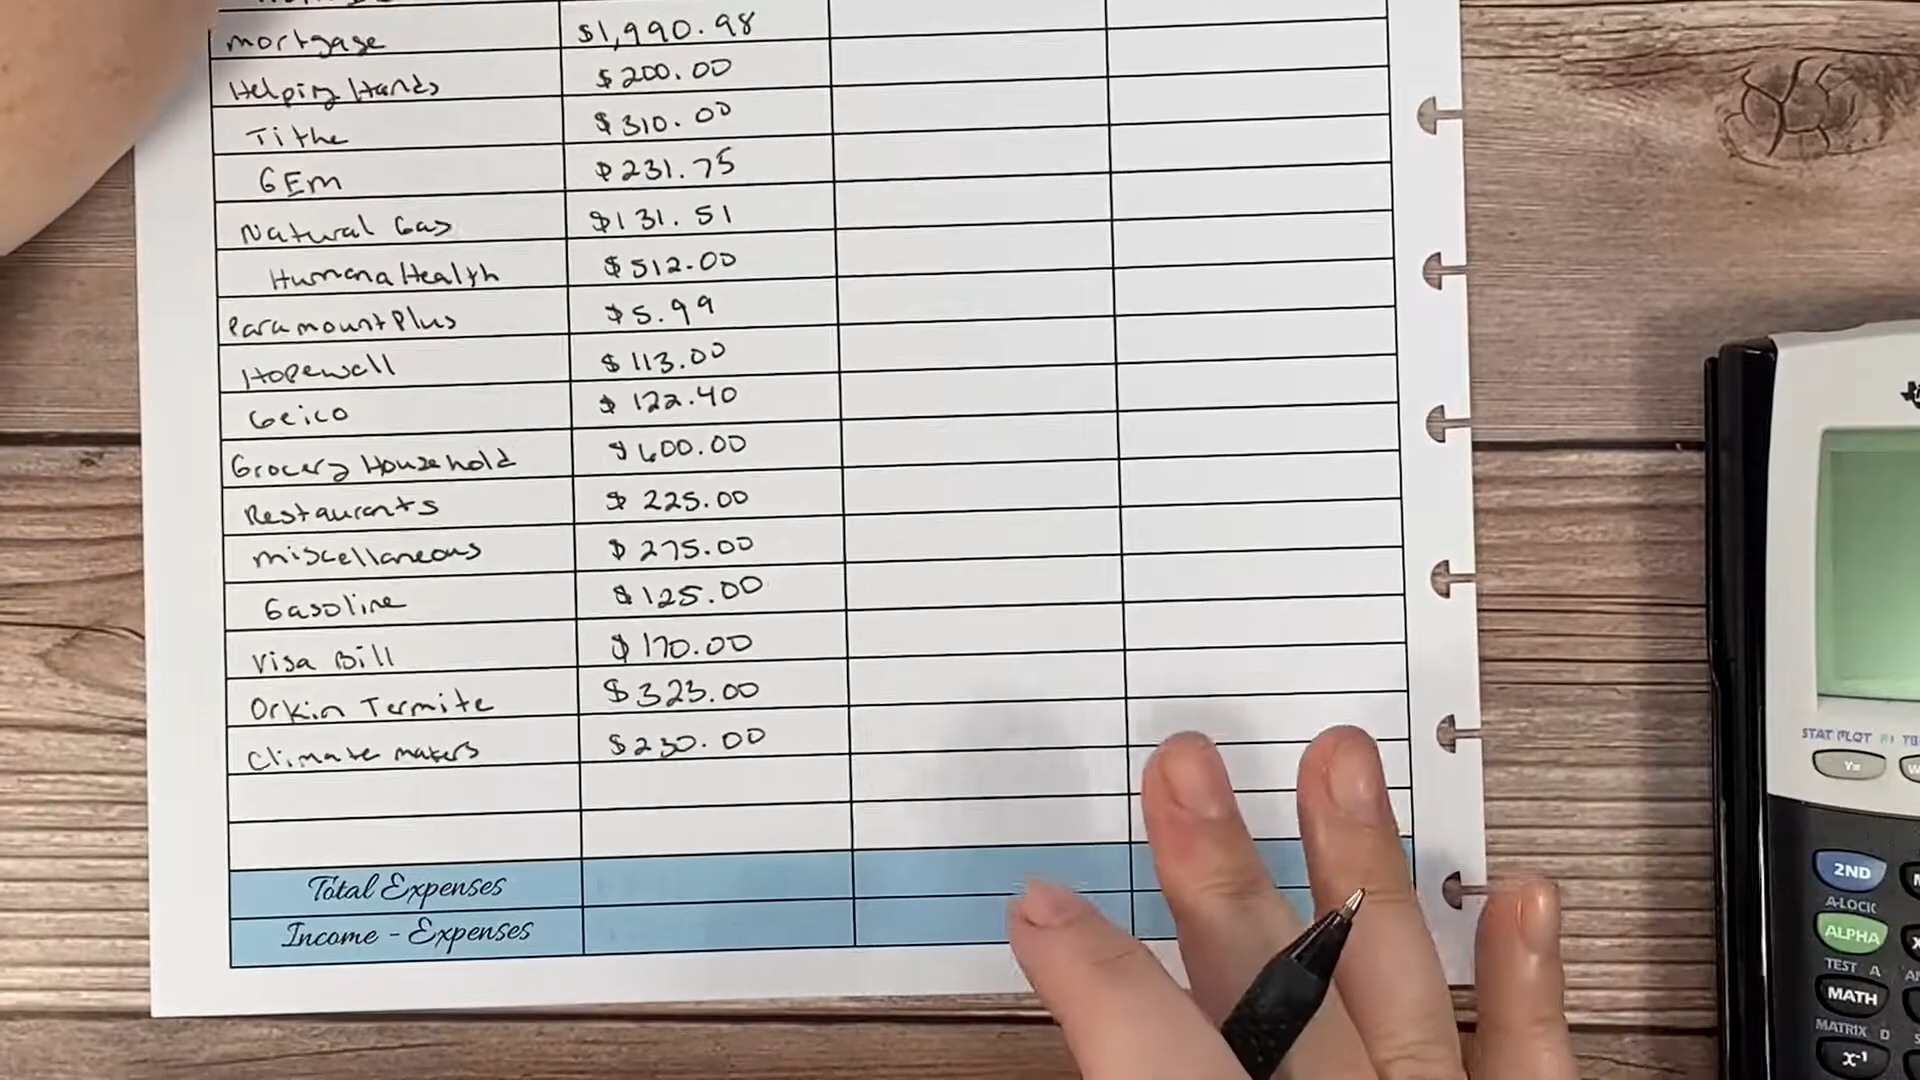 mortgage $1,990.98
Helping Hands $200.00
Tithe $310.00
GEM $231.75
Natural Gas $131.51
Humana Health $512.00
Paramount Plus $5.99
Hopewell $113.00
Geico $122.40
Grocery Household $600.00
Restaurants $225.00
miscellaneous $275.00
Gasoline $125.00
Visa Bill $170.00
Orkin Termite $323.00
Climate makers $230.00
Total Expenses
Income - Expenses
STAT PLOT F1
Y=
2ND
A-LOCK
ALPHA
TEST A
MATH
MATRIX D
X-1